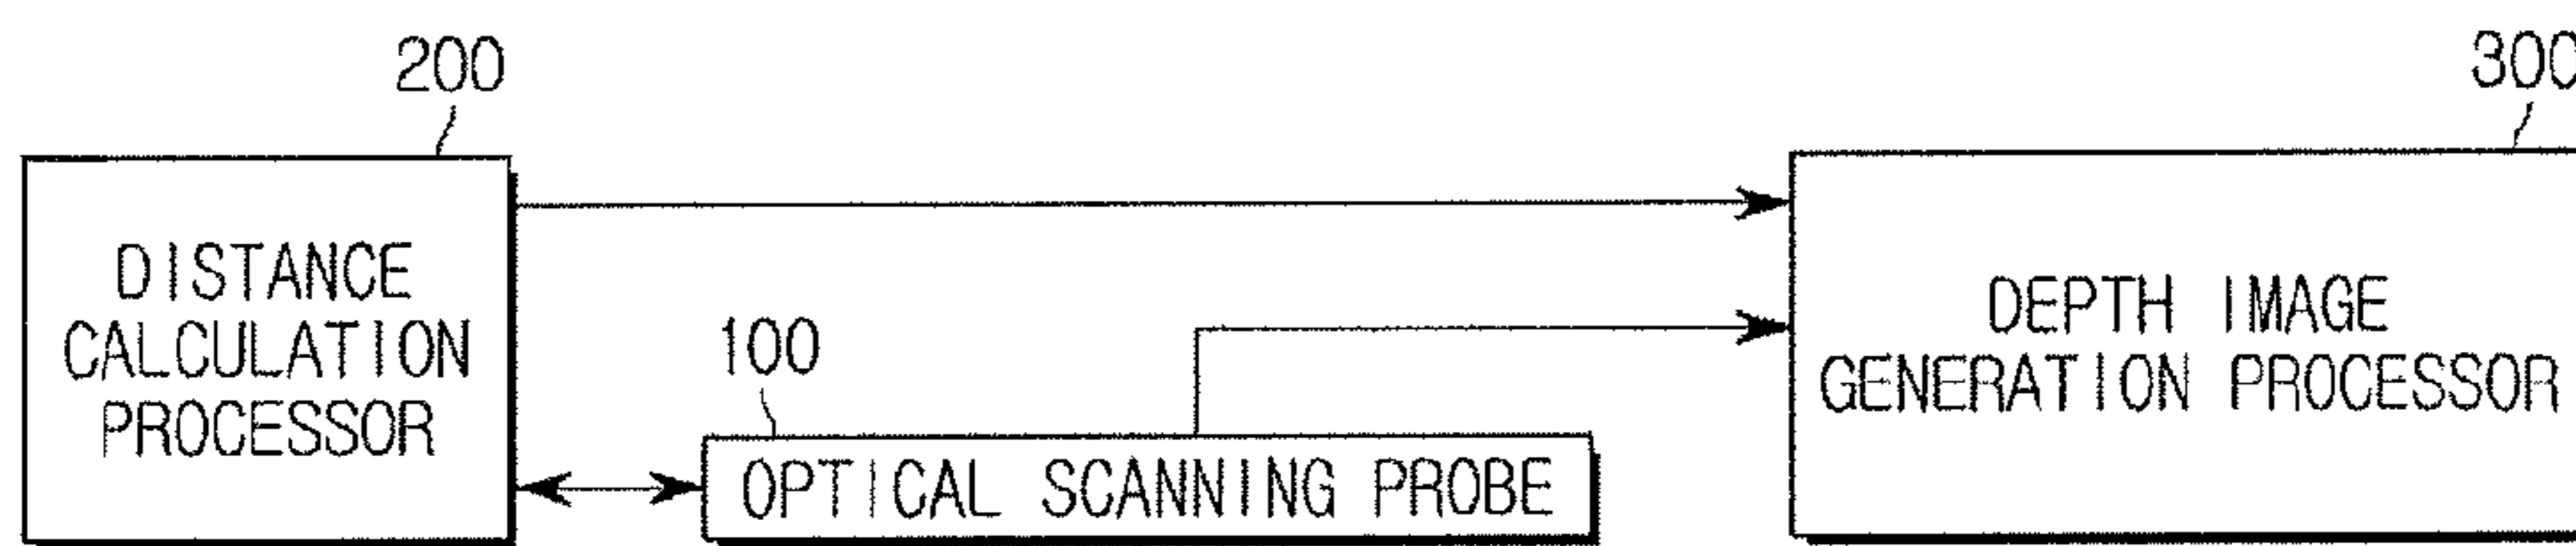 200
300
DISTANCE
CALCULATION
PROCESSOR
100
OPTICAL SCANNING PROBE
DEPTH IMAGE
GENERATION PROCESSOR